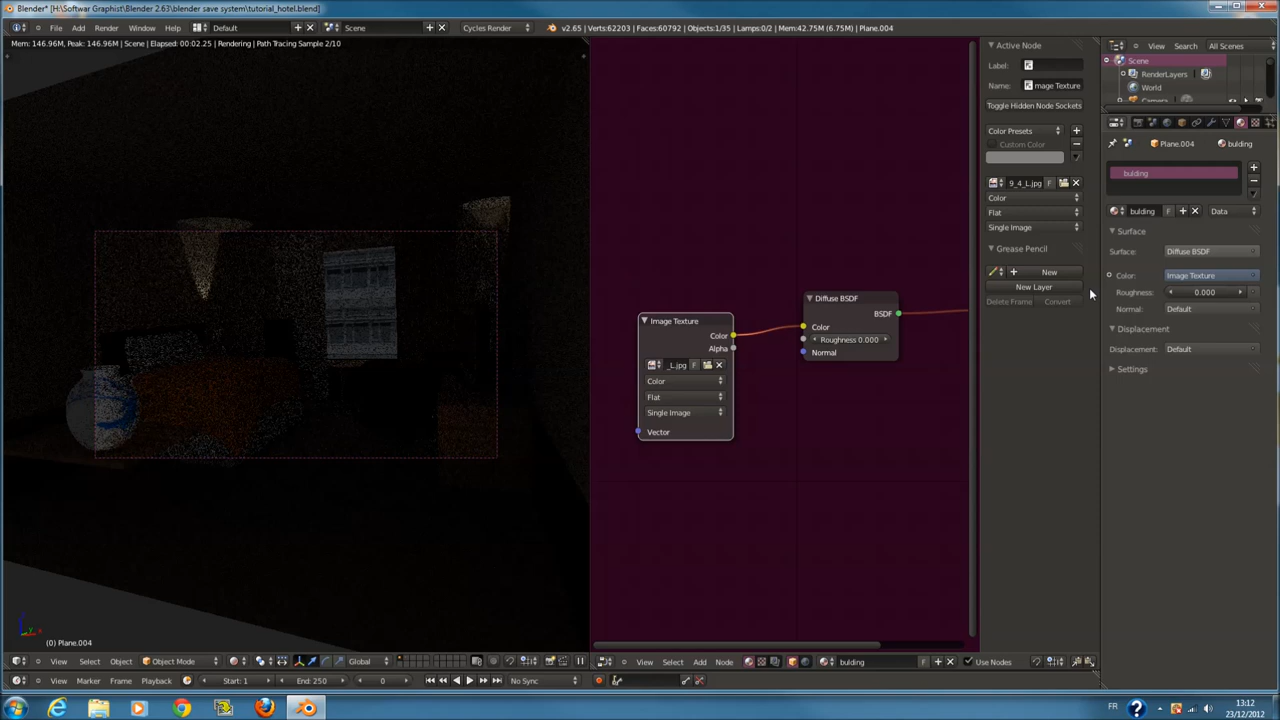 Blender* [H:\Softwar Graphist\Blender 2.63\blender save system\tutorial_hotel.blend]
File Add Render Window Help Default Scene Cycles Render v2.65 | Verts:62203 | Faces:60792 | Objects:1/35 | Lamps:0/2 | Mem:42.75M (6.75M) | Plane.004
Mem: 146.96M, Peak: 146.96M | Scene | Elapsed: 00:02.25 | Rendering | Path Tracing Sample 2/10
(0) Plane.004
View Select Object Object Mode Global
View Marker Frame Playback Start: 1 End: 250 0 No Sync
Image Texture
Color
Alpha
_L.jpg F
Color
Flat
Single Image
Vector
Diffuse BSDF
BSDF
Color
Roughness 0.000
Normal
View Select Add Node bulding F Use Nodes
Active Node
Label:
Name: mage Texture
Toggle Hidden Node Sockets
Color Presets
Custom Color
9_4_L.jpg F
Color
Flat
Single Image
Grease Pencil
New
New Layer
Delete Frame Convert
View Search All Scenes
Scene
RenderLayers
World
Camera
Plane.004 bulding
bulding
bulding F Data
Surface
Surface: Diffuse BSDF
Color: Image Texture
Roughness: 0.000
Normal: Default
Displacement
Displacement: Default
Settings
FR 13:12
23/12/2012